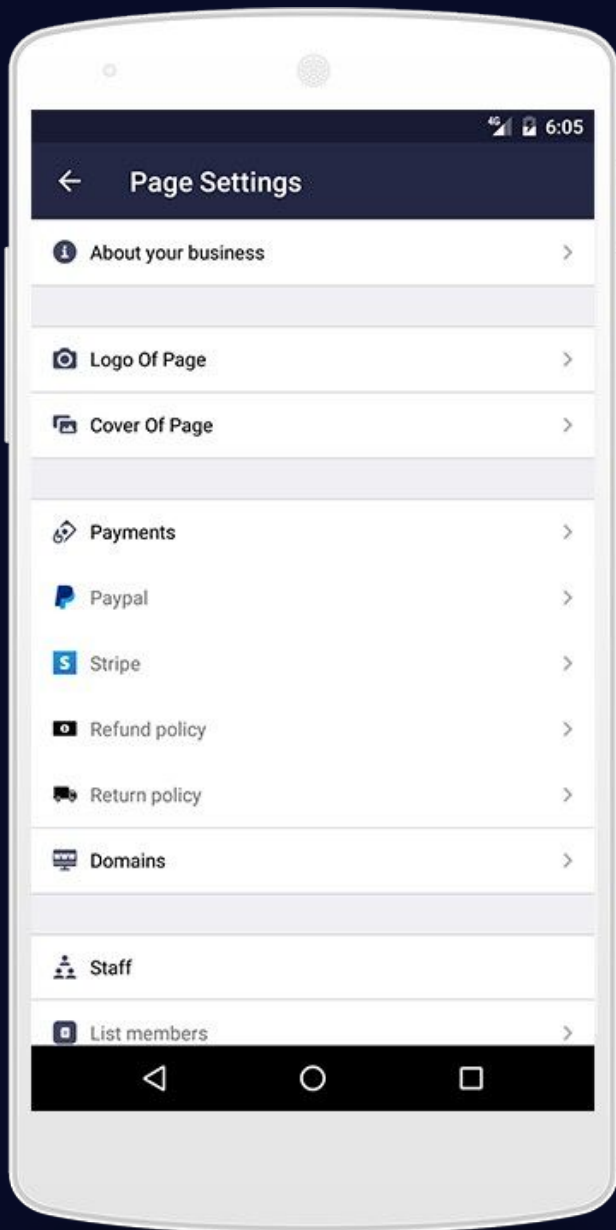 4G 6:05
Page Settings
About your business
Logo Of Page
Cover Of Page
Payments
Paypal
Stripe
Refund policy
Return policy
Domains
Staff
List members